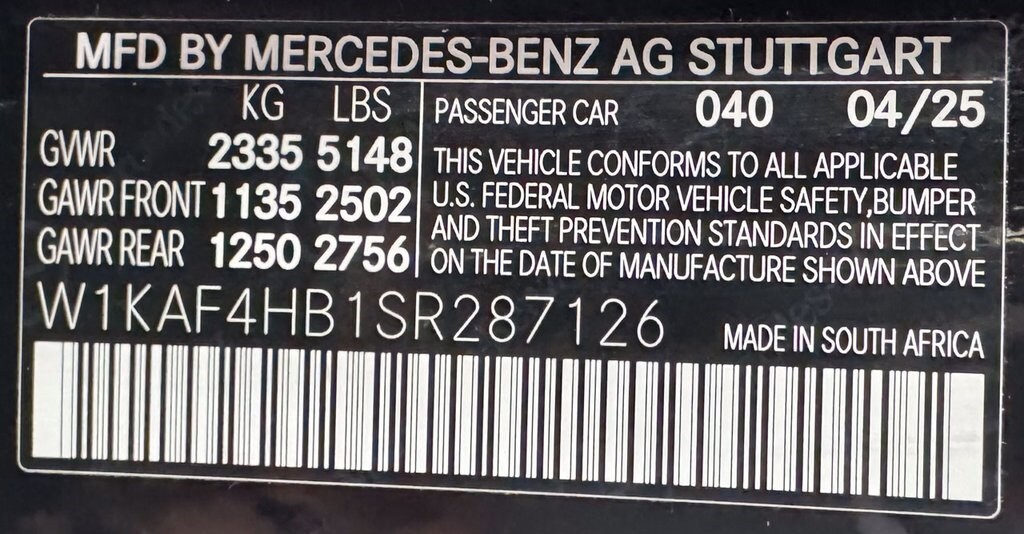 MFD BY MERCEDES-BENZ AG STUTTGART
KG LBS
GVWR 2335 5148
GAWR FRONT 1135 2502
GAWR REAR 1250 2756
PASSENGER CAR 040 04/25
THIS VEHICLE CONFORMS TO ALL APPLICABLE
U.S. FEDERAL MOTOR VEHICLE SAFETY,BUMPER
AND THEFT PREVENTION STANDARDS IN EFFECT
ON THE DATE OF MANUFACTURE SHOWN ABOVE
W1KAF4HB1SR287126
MADE IN SOUTH AFRICA